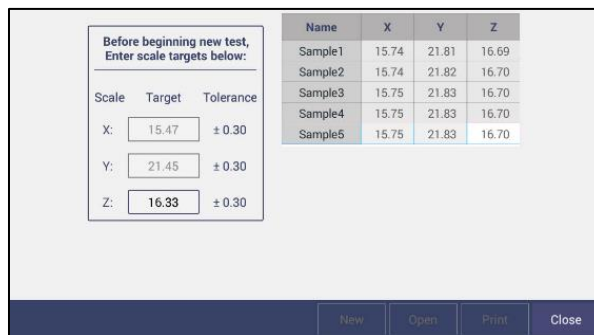 Before beginning new test,
Enter scale targets below:
Scale Target Tolerance
X: 15.47 ± 0.30
Y: 21.45 ± 0.30
Z: 16.33 ± 0.30
Name X Y Z
Sample1 15.74 21.81 16.69
Sample2 15.74 21.82 16.70
Sample3 15.75 21.83 16.70
Sample4 15.75 21.83 16.70
Sample5 15.75 21.83 16.70
New Open Print Close